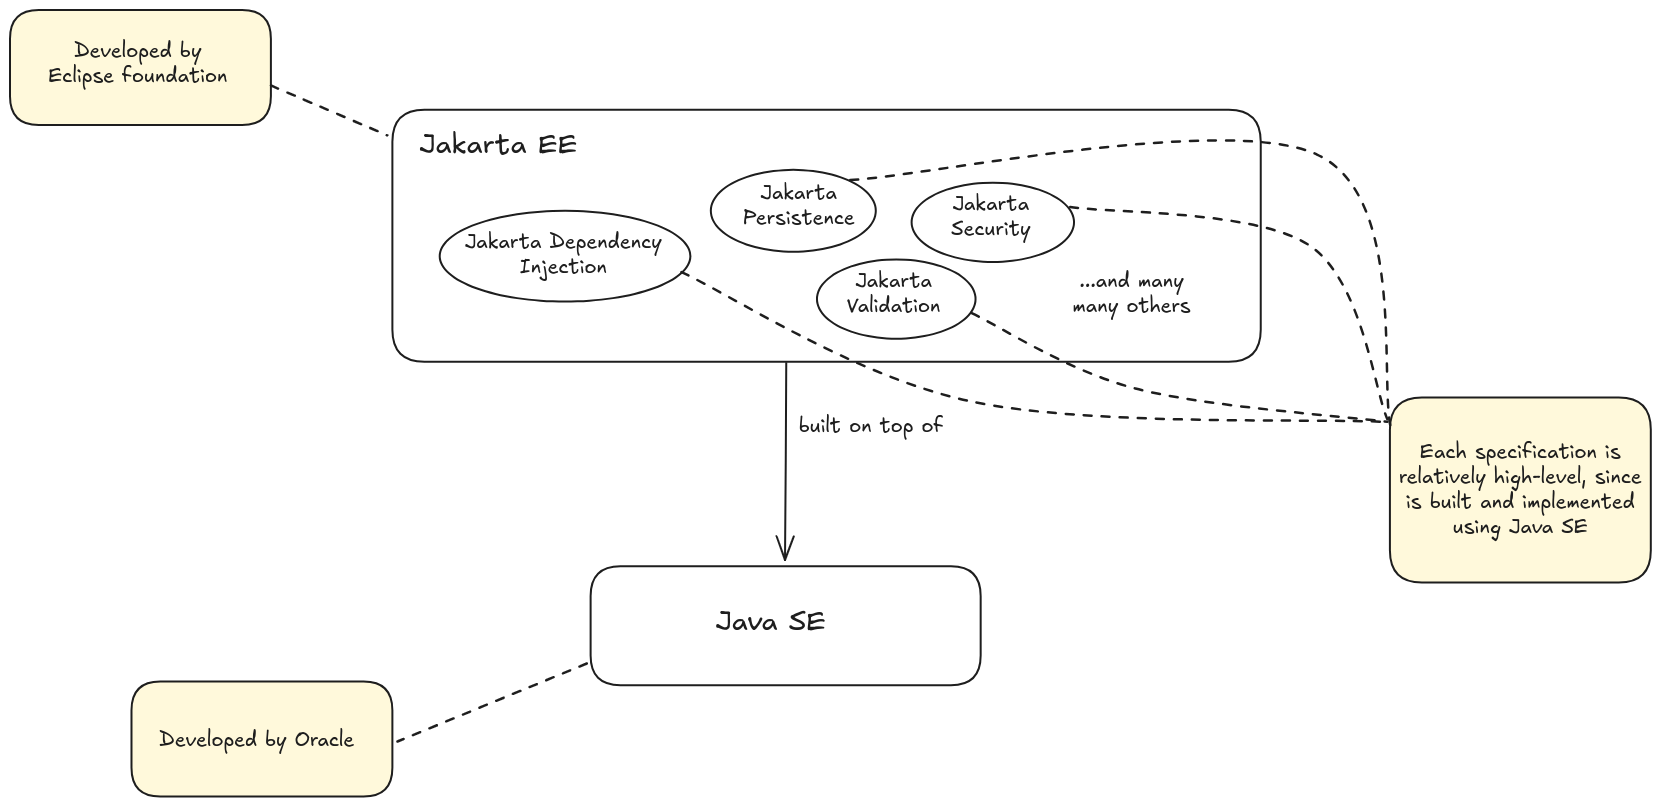 Developed by
Eclipse foundation
Jakarta EE
Jakarta
Persistence
Jakarta
Security
Jakarta Dependency
Injection
Jakarta
Validation
...and many
many others
built on top of
Each specification is
relatively high-level, since
is built and implemented
using Java SE
Java SE
Developed by Oracle